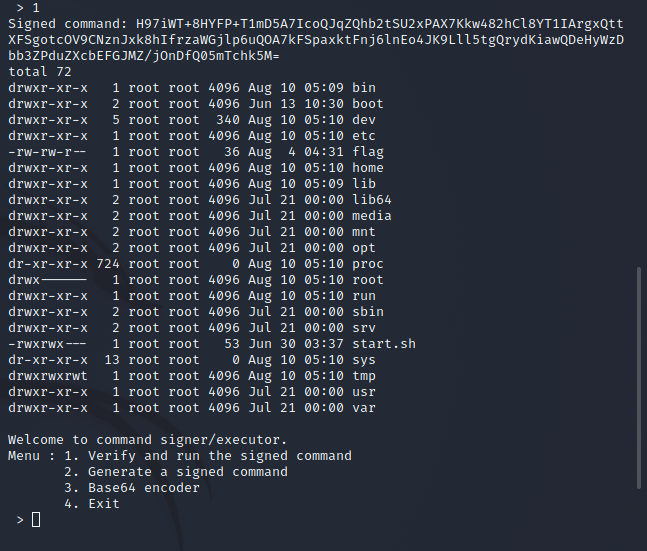 > 1
Signed command: H97iWT+8HYFP+T1mD5A7IcoQJqZQhb2tSU2xPAX7Kkw482hCl8YT1IArgxQtt
XFSgotcOV9CNznJxk8hIfrzaWGjlp6uQOA7kFSpaxktFnj6lnEo4JK9Lll5tgQrydKiawQDeHyWzD
bb3ZPduZXcbEFGJMZ/jOnDfQ05mTchk5M=
total 72
drwxr-xr-x   1 root root 4096 Aug 10 05:09 bin
drwxr-xr-x   2 root root 4096 Jun 13 10:30 boot
drwxr-xr-x   5 root root  340 Aug 10 05:10 dev
drwxr-xr-x   1 root root 4096 Aug 10 05:10 etc
-rw-rw-r--   1 root root   36 Aug  4 04:31 flag
drwxr-xr-x   1 root root 4096 Aug 10 05:10 home
drwxr-xr-x   1 root root 4096 Aug 10 05:09 lib
drwxr-xr-x   2 root root 4096 Jul 21 00:00 lib64
drwxr-xr-x   2 root root 4096 Jul 21 00:00 media
drwxr-xr-x   2 root root 4096 Jul 21 00:00 mnt
drwxr-xr-x   2 root root 4096 Jul 21 00:00 opt
dr-xr-xr-x 724 root root    0 Aug 10 05:10 proc
drwx------   1 root root 4096 Aug 10 05:10 root
drwxr-xr-x   1 root root 4096 Aug 10 05:10 run
drwxr-xr-x   2 root root 4096 Jul 21 00:00 sbin
drwxr-xr-x   2 root root 4096 Jul 21 00:00 srv
-rwxrwx---   1 root root   53 Jun 30 03:37 start.sh
dr-xr-xr-x  13 root root    0 Aug 10 05:10 sys
drwxrwxrwt   1 root root 4096 Aug 10 05:10 tmp
drwxr-xr-x   1 root root 4096 Jul 21 00:00 usr
drwxr-xr-x   1 root root 4096 Jul 21 00:00 var
Welcome to command signer/executor.
Menu : 1. Verify and run the signed command
2. Generate a signed command
3. Base64 encoder
4. Exit
>